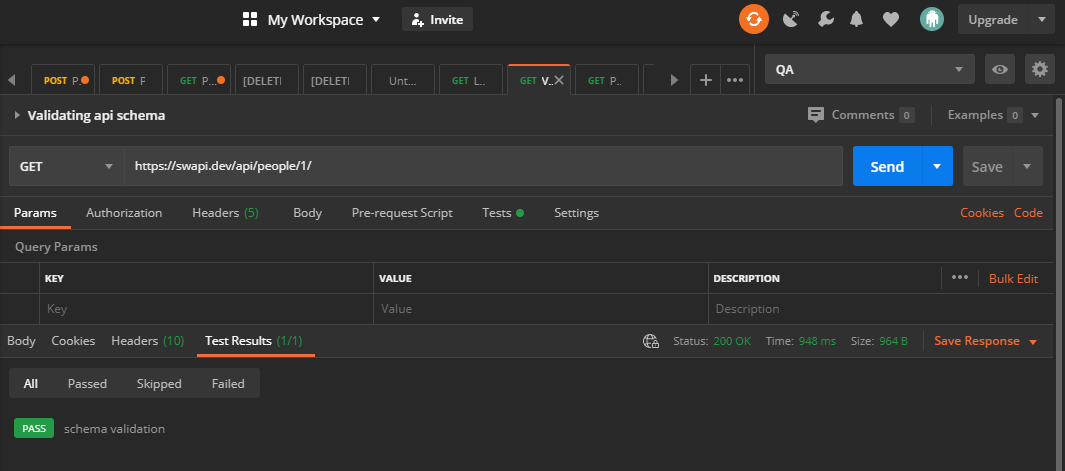 My Workspace Invite Upgrade
POST P... POST P GET P... [DELETI [DELETI Unt... GET L... GET V... GET P.. QA
Validating api schema Comments 0 Examples 0
GET https://swapi.dev/api/people/1/ Send Save
Params Authorization Headers (5) Body Pre-request Script Tests Settings Cookies Code
Query Params
KEY VALUE DESCRIPTION ••• Bulk Edit
Key Value Description
Body Cookies Headers (10) Test Results (1/1) Status: 200 OK Time: 948 ms Size: 964 B Save Response
All Passed Skipped Failed
PASS schema validation